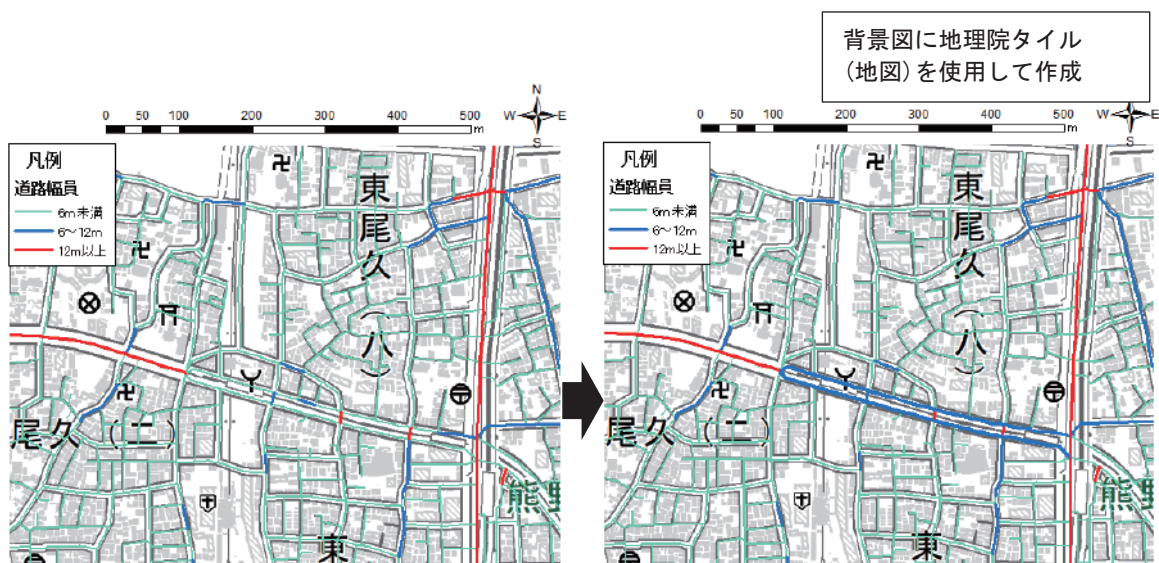 背景図に地理院タイル
(地図)を使用して作成
0 50 100 200 300 400 500
m
N
W E
S
凡例
道路幅員
6m未満
6～12m
12m以上
東尾久
(八)
尾久(二)
東
熊野
0 50 100 200 300 400 500
m
W E
S
凡例
道路幅員
6m未満
6～12m
12m以上
東尾久
(八)
尾久(二)
東